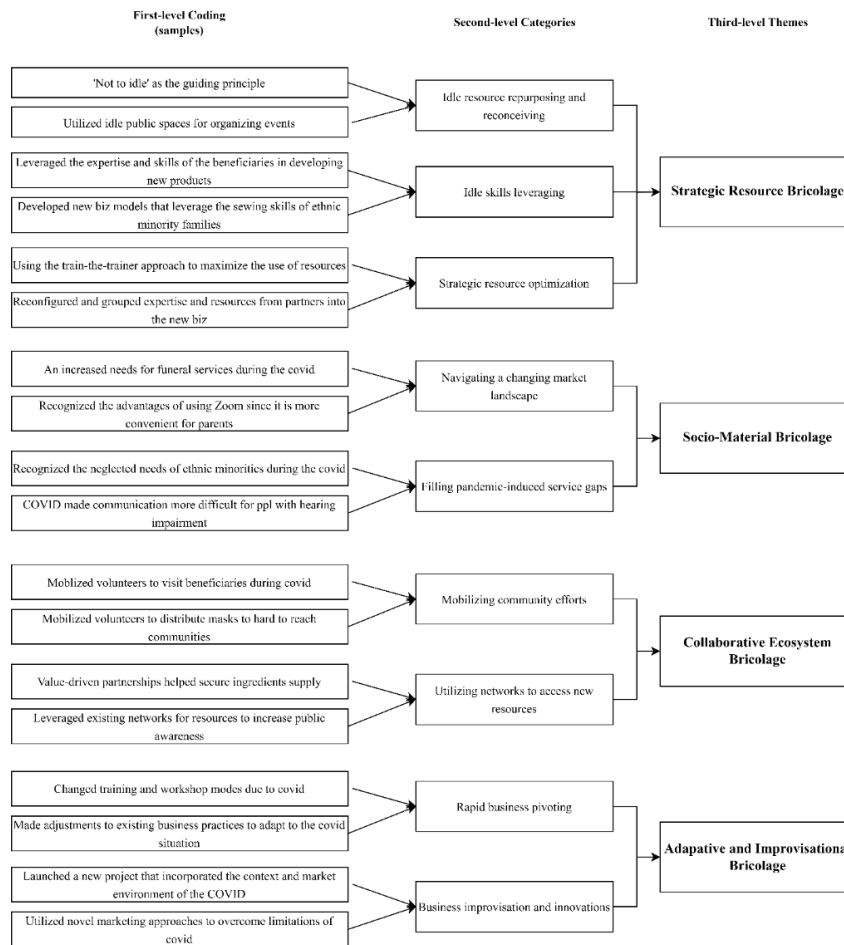 First-level Coding
(samples)
Second-level Categories
Third-level Themes
'Not to idle' as the guiding principle
Utilized idle public spaces for organizing events
Idle resource repurposing and
reconceiving
Leveraged the expertise and skills of the beneficiaries in developing
new products
Developed new biz models that leverage the sewing skills of ethnic
minority families
Idle skills leveraging
Strategic Resource Bricolage
Using the train-the-trainer approach to maximize the use of resources
Reconfigured and grouped expertise and resources from partners into
the new biz
Strategic resource optimization
An increased needs for funeral services during the covid
Recognized the advantages of using Zoom since it is more
convenient for parents
Navigating a changing market
landscape
Socio-Material Bricolage
Recognized the neglected needs of ethnic minorities during the covid
COVID made communication more difficult for ppl with hearing
impairment
Filling pandemic-induced service gaps
Moblized volunteers to visit beneficiaries during covid
Mobilized volunteers to distribute masks to hard to reach
communities
Mobilizing community efforts
Collaborative Ecosystem
Bricolage
Value-driven partnerships helped secure ingredients supply
Leveraged existing networks for resources to increase public
awareness
Utilizing networks to access new
resources
Changed training and workshop modes due to covid
Made adjustments to existing business practices to adapt to the covid
situation
Rapid business pivoting
Adapative and Improvisational
Bricolage
Launched a new project that incorporated the context and market
environment of the COVID
Utilized novel marketing approaches to overcome limitations of
covid
Business improvisation and innovations